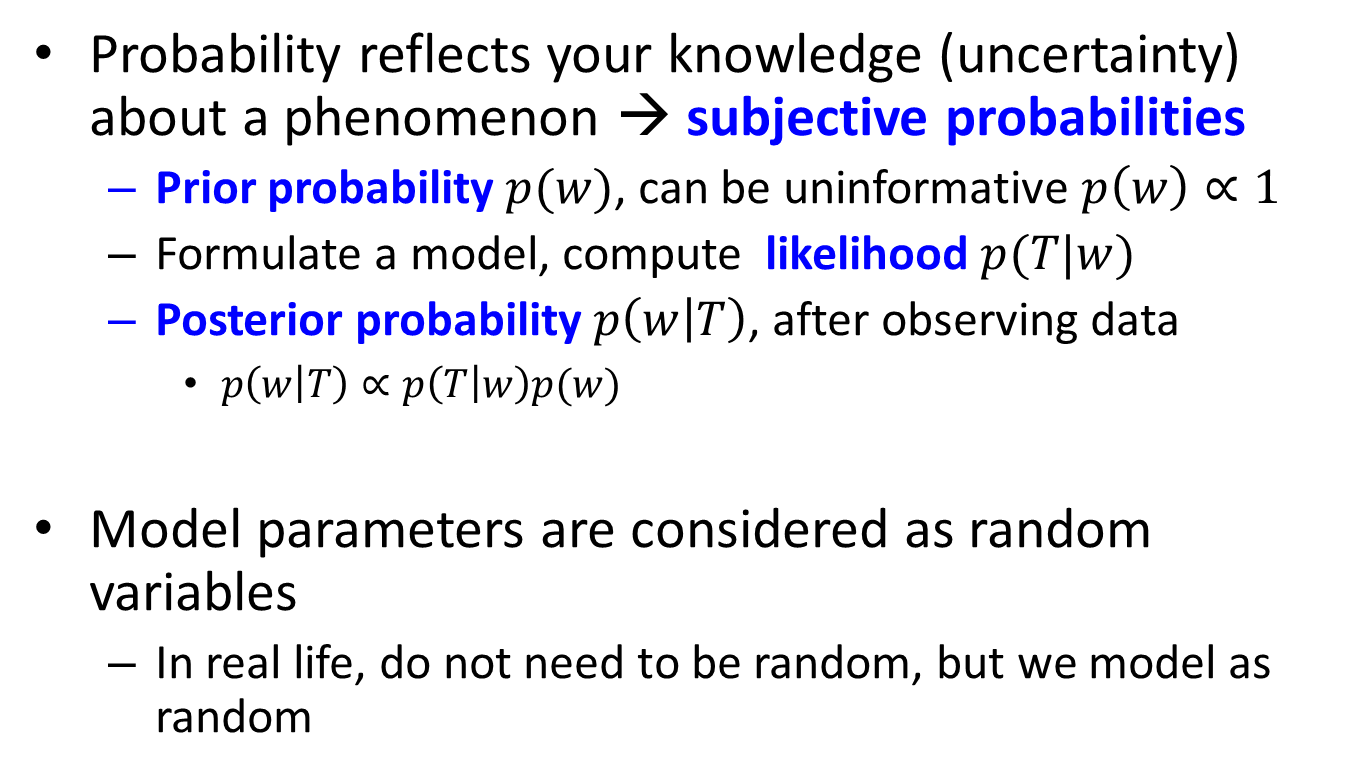 • Probability reflects your knowledge (uncertainty)
about a phenomenon → subjective probabilities
– Prior probability p(w), can be uninformative p(w) ∝ 1
– Formulate a model, compute likelihood p(T|w)
– Posterior probability p(w|T), after observing data
• p(w|T) ∝ p(T|w)p(w)
• Model parameters are considered as random
variables
– In real life, do not need to be random, but we model as
random